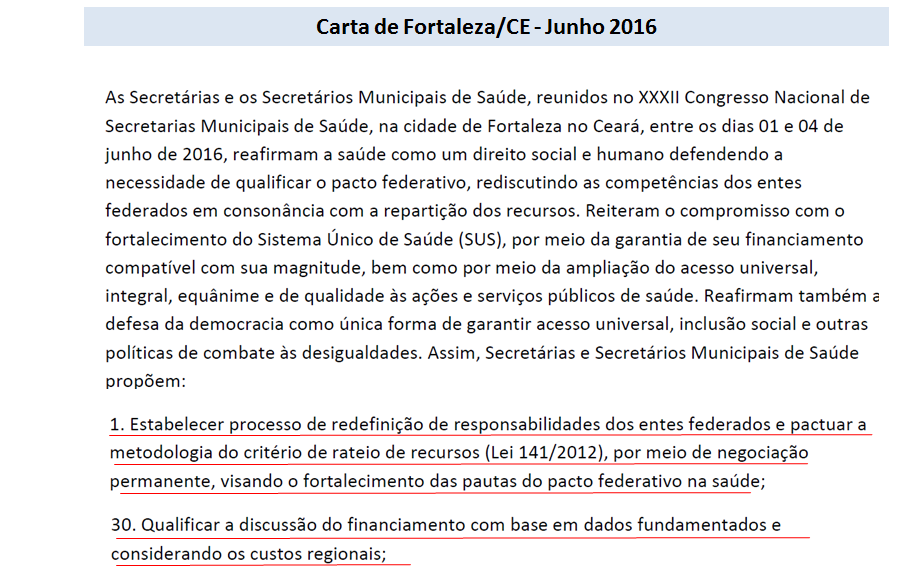 Carta de Fortaleza/CE - Junho 2016
As Secretárias e os Secretários Municipais de Saúde, reunidos no XXXII Congresso Nacional de
Secretarias Municipais de Saúde, na cidade de Fortaleza no Ceará, entre os dias 01 e 04 de
junho de 2016, reafirmam a saúde como um direito social e humano defendendo a
necessidade de qualificar o pacto federativo, rediscutindo as competências dos entes
federados em consonância com a repartição dos recursos. Reiteram o compromisso com o
fortalecimento do Sistema Único de Saúde (SUS), por meio da garantia de seu financiamento
compatível com sua magnitude, bem como por meio da ampliação do acesso universal,
integral, equânime e de qualidade às ações e serviços públicos de saúde. Reafirmam também a
defesa da democracia como única forma de garantir acesso universal, inclusão social e outras
políticas de combate às desigualdades. Assim, Secretárias e Secretários Municipais de Saúde
propõem:
1. Estabelecer processo de redefinição de responsabilidades dos entes federados e pactuar a
metodologia do critério de rateio de recursos (Lei 141/2012), por meio de negociação
permanente, visando o fortalecimento das pautas do pacto federativo na saúde;
30. Qualificar a discussão do financiamento com base em dados fundamentados e
considerando os custos regionais;